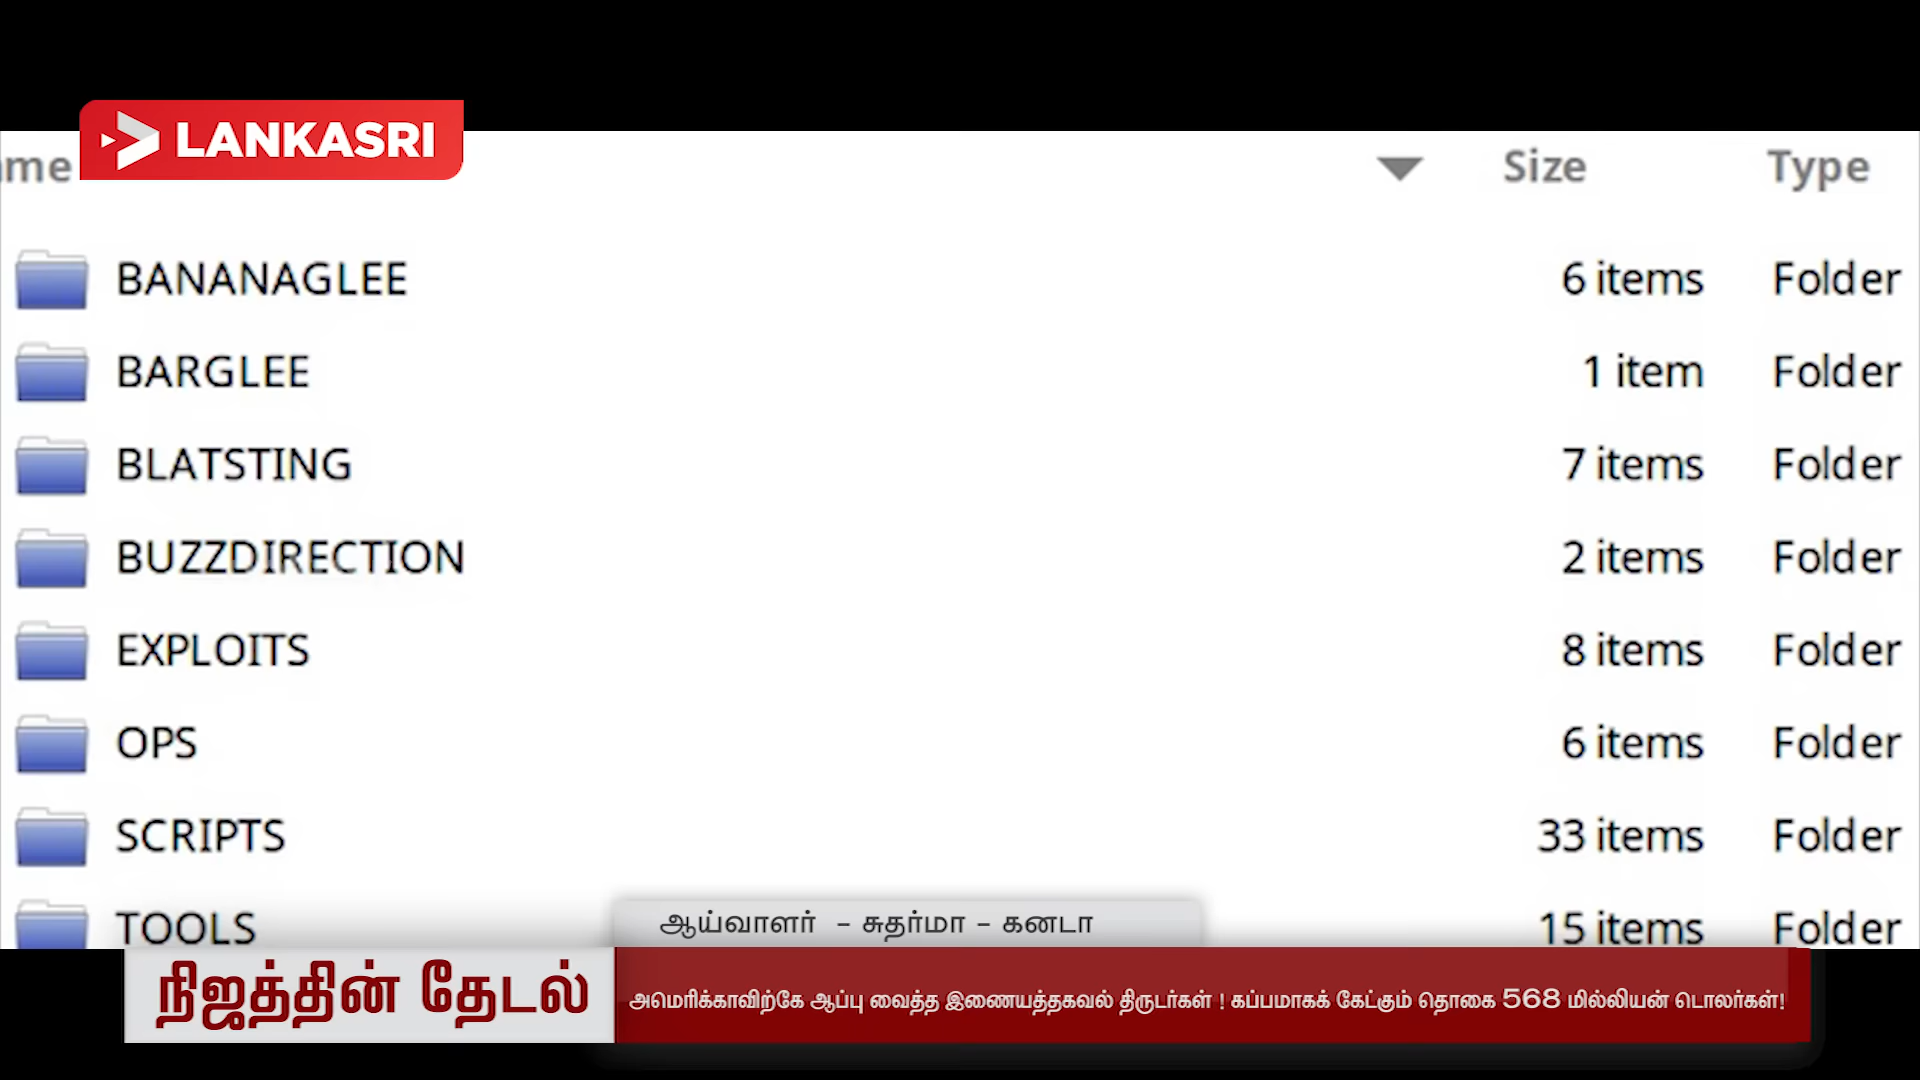 LANKASRI
ame Size Type
BANANAGLEE 6 items Folder
BARGLEE 1 item Folder
BLATSTING 7 items Folder
BUZZDIRECTION 2 items Folder
EXPLOITS 8 items Folder
OPS 6 items Folder
SCRIPTS 33 items Folder
TOOLS 15 items Folder
ஆய்வாளர் – சுதர்மா – கனடா
நிஜத்தின் தேடல்
அமெரிக்காவிற்கே ஆப்பு வைத்த இணையத்தகவல் திருடர்கள் ! கப்பமாகக் கேட்கும் தொகை 568 மில்லியன் டொலர்கள்!